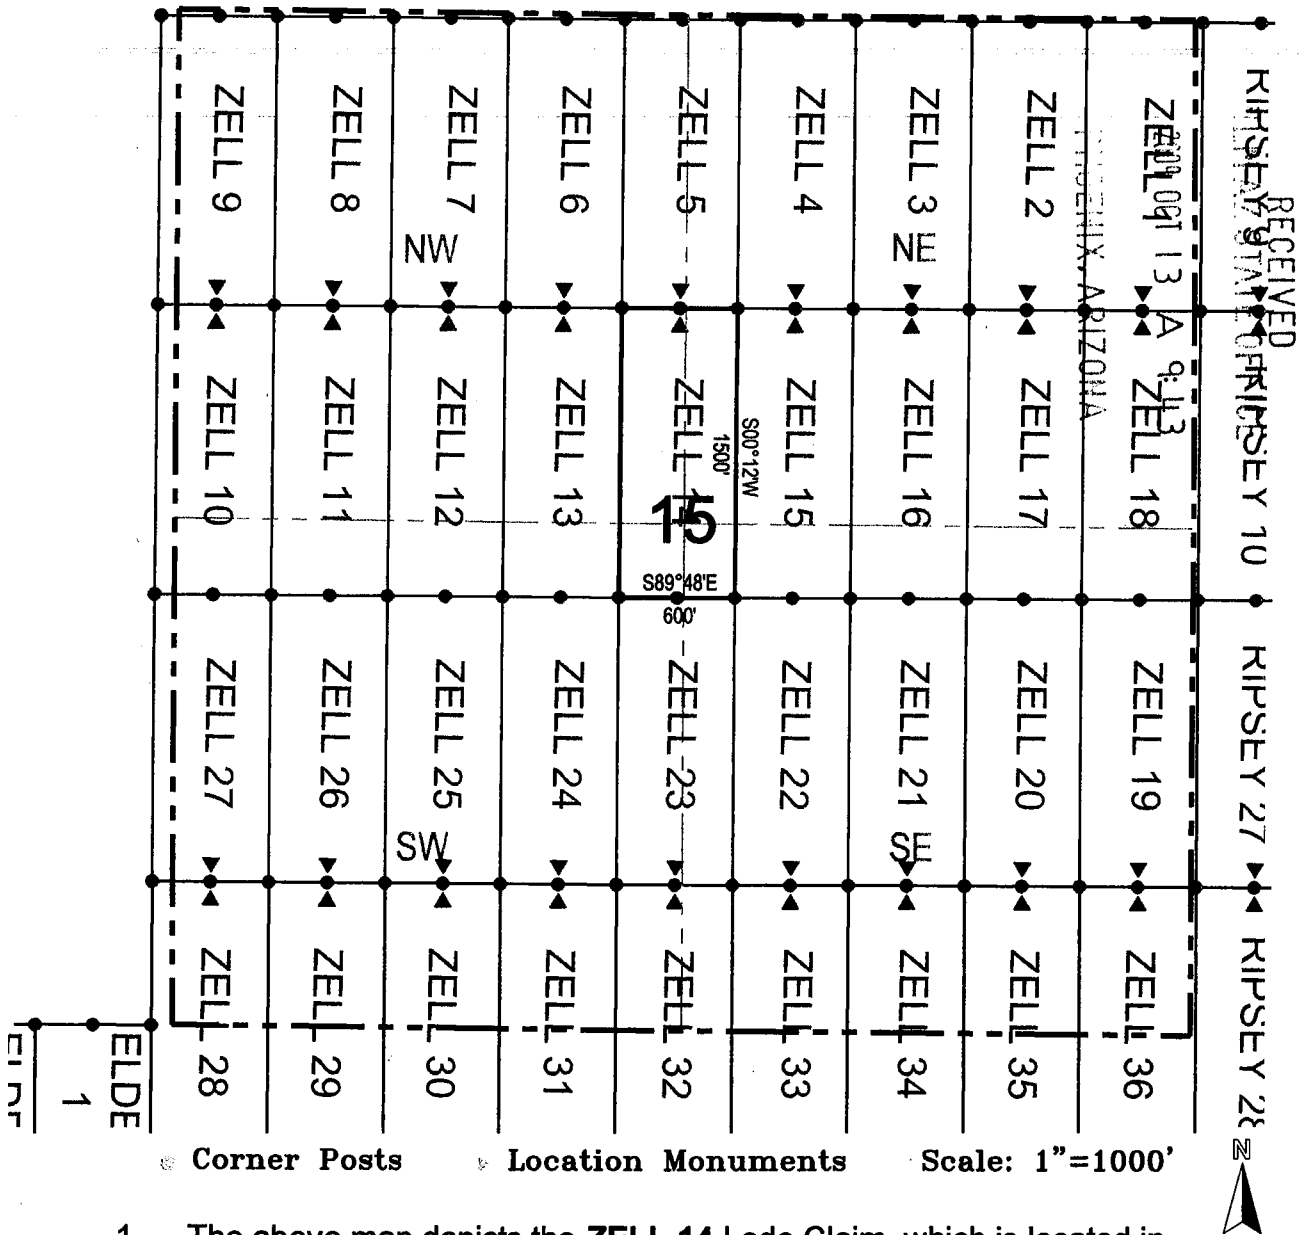 ZELL 9
ZELL 8
ZELL 7
ZELL 6
ZELL 5
ZELL 4
ZELL 3
ZELL 2
ZELL 1
RIPSEY 9
RECEIVED
OCT 13 A 9:43
PHOENIX, ARIZONA
NW
NE
ZELL 10
ZELL 11
ZELL 12
ZELL 13
ZELL
ZELL 15
ZELL 16
ZELL 17
ZELL 18
RIPSEY 10
S00°12'W
1500'
15
S89°48'E
600'
ZELL 27
ZELL 26
ZELL 25
ZELL 24
ZELL 23
ZELL 22
ZELL 21
ZELL 20
ZELL 19
RIPSEY 27
SW
SE
ZELL 28
ZELL 29
ZELL 30
ZELL 31
ZELL 32
ZELL 33
ZELL 34
ZELL 35
ZELL 36
RIPSEY 28
ELDE
1
N
Corner Posts Location Monuments Scale: 1"=1000'
1. The above map depicts the ZELL 14 Lode Claim, which is located in